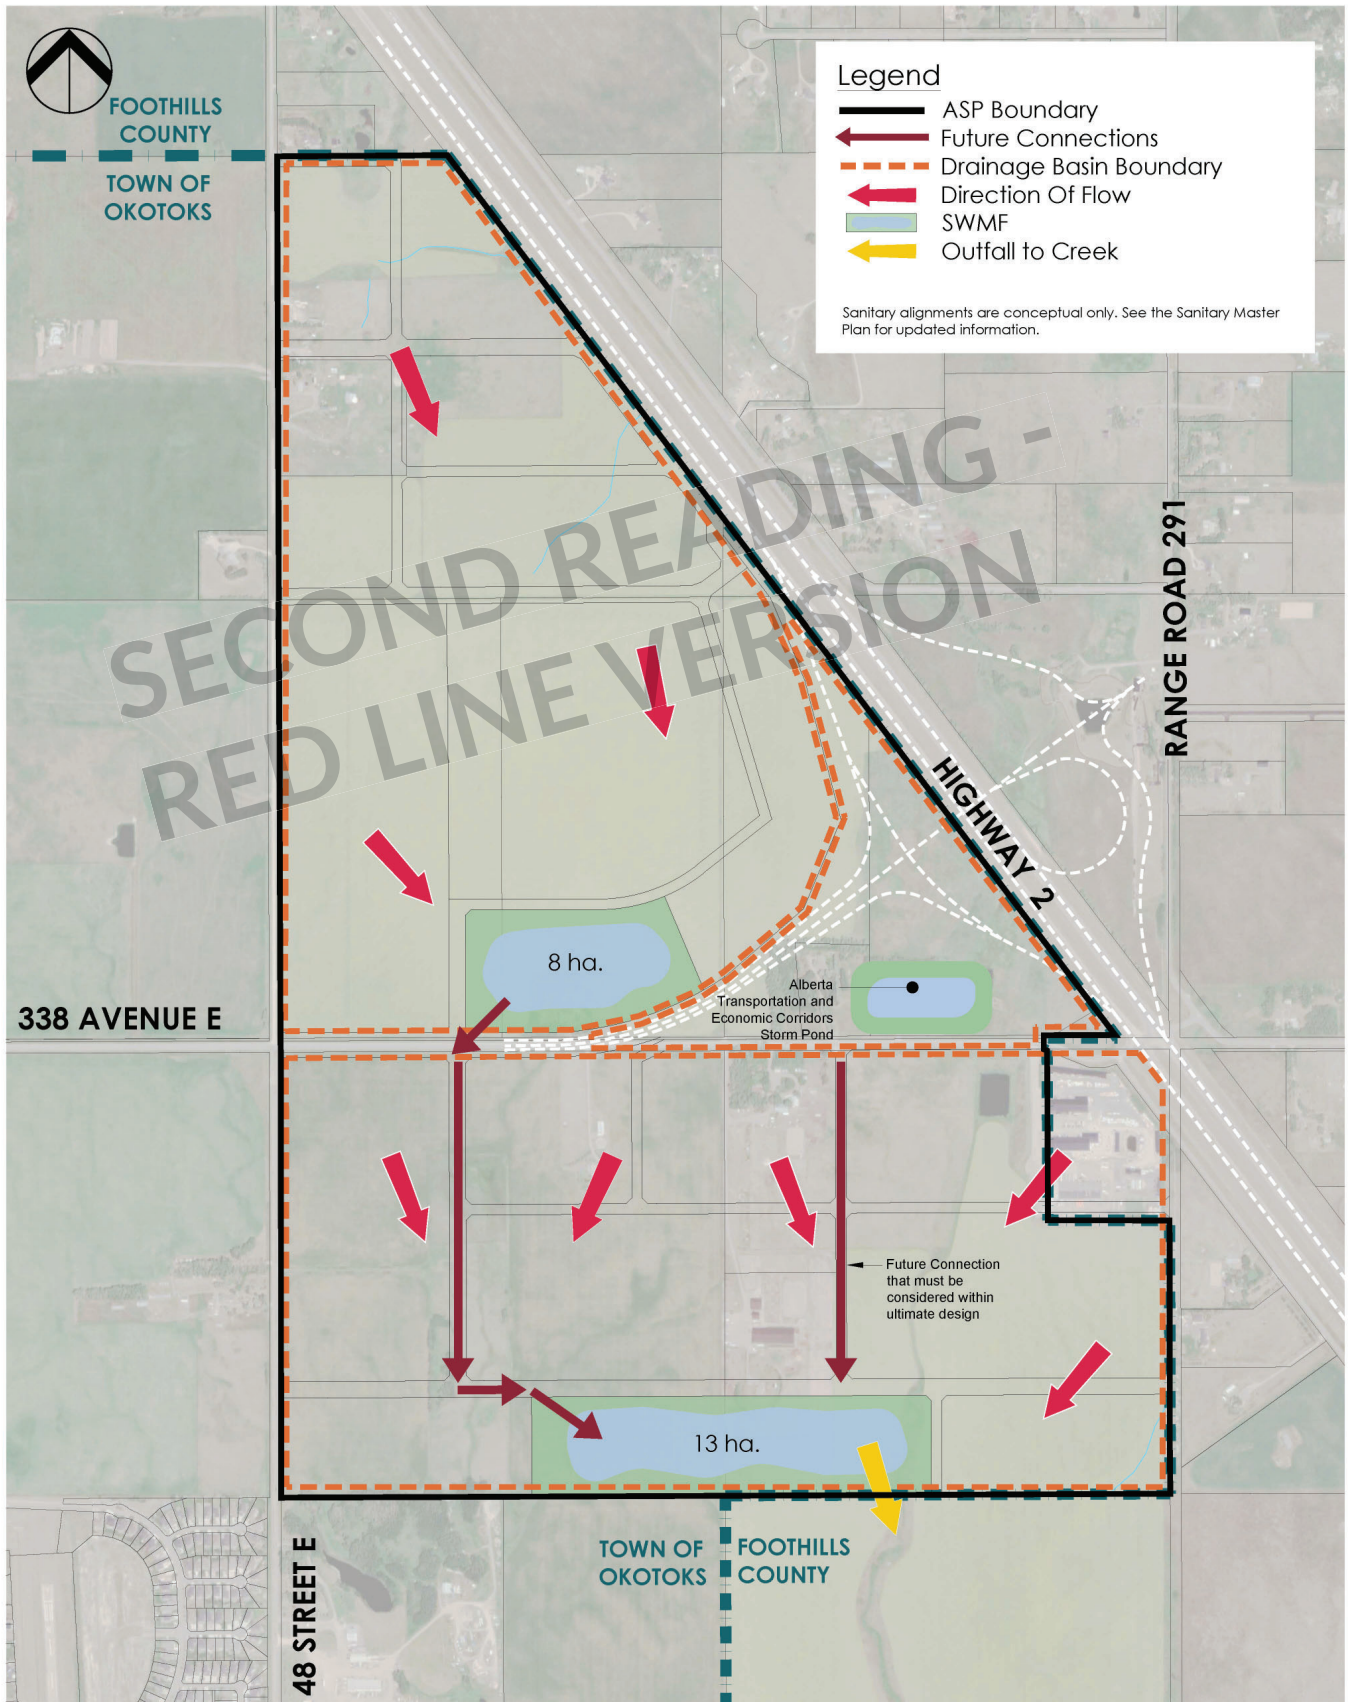 FOOTHILLS
COUNTY
TOWN OF
OKOTOKS
Legend
ASP Boundary
Future Connections
Drainage Basin Boundary
Direction Of Flow
SWMF
Outfall to Creek
Sanitary alignments are conceptual only. See the Sanitary Master
Plan for updated information.
SECOND READING -
RED LINE VERSION
RANGE ROAD 291
HIGHWAY 2
8 ha.
338 AVENUE E
Alberta
Transportation and
Economic Corridors
Storm Pond
Future Connection
that must be
considered within
ultimate design
13 ha.
48 STREET E
TOWN OF
OKOTOKS
FOOTHILLS
COUNTY